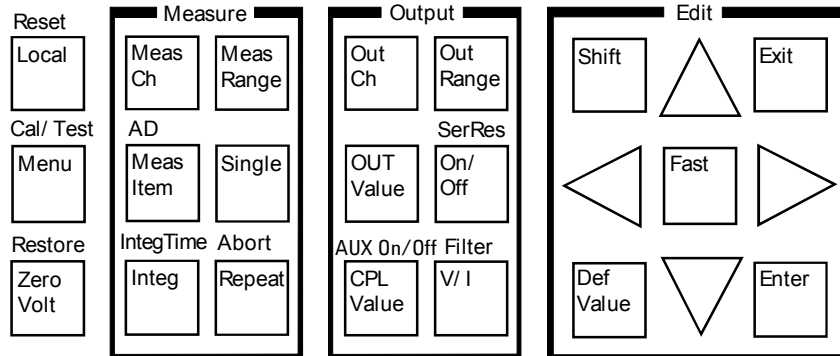 Measure Output Edit
Reset
Local
Meas
Ch
Meas
Range
Out
Ch
Out
Range
Shift
Exit
Cal/ Test AD SerRes
Menu
Meas
Item
Single
OUT
Value
On/
Off
Fast
Restore IntegTime Abort AUX On/Off Filter
Zero
Volt
Integ
Repeat
CPL
Value
V/ I
Def
Value
Enter